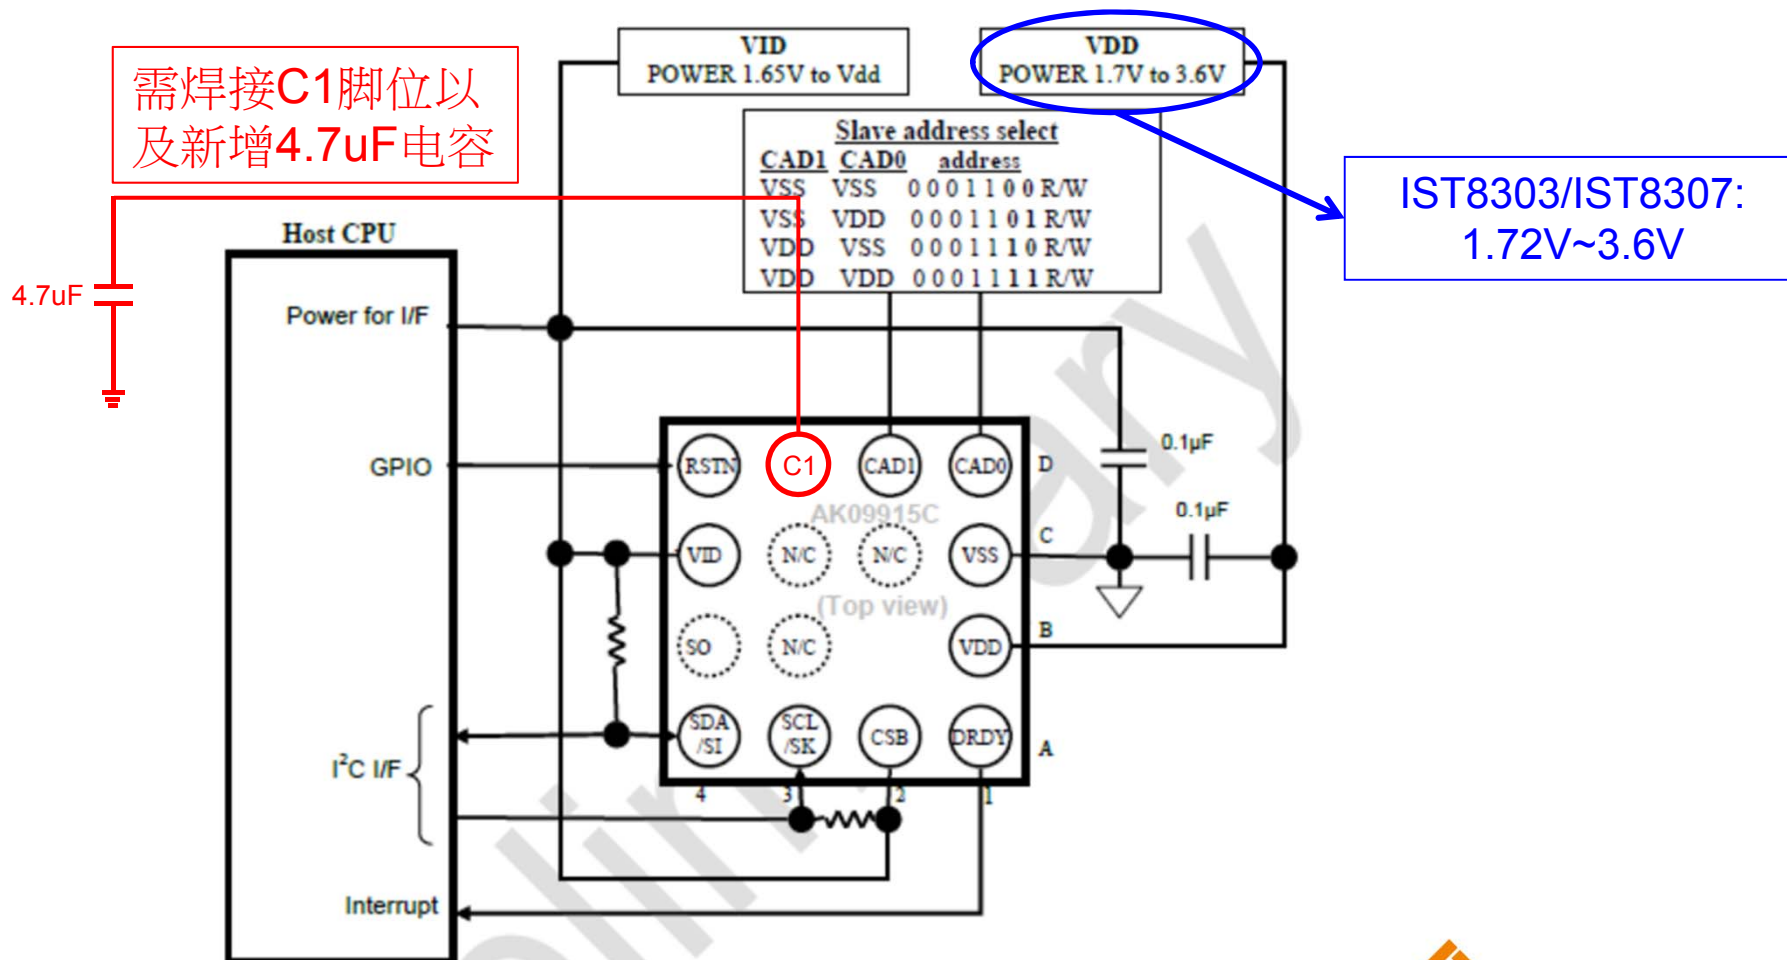 需焊接C1脚位以
及新增4.7uF电容
VID
POWER 1.65V to Vdd
VDD
POWER 1.7V to 3.6V
Slave address select
CAD1 CAD0 address
VSS VSS 0 0 0 1 1 0 0 R/W
VSS VDD 0 0 0 1 1 0 1 R/W
VDD VSS 0 0 0 1 1 1 0 R/W
VDD VDD 0 0 0 1 1 1 1 R/W
IST8303/IST8307:
1.72V~3.6V
Host CPU
4.7uF
Power for I/F
GPIO
RSTN C1 CAD1 CAD0 D
0.1μF
AK09915C
0.1μF
VID N/C N/C VSS C
(Top view)
SO N/C VDD B
SDA
/SI
SCL
/SK
CSB DRDY A
I²C I/F
4 3 2 1
Interrupt